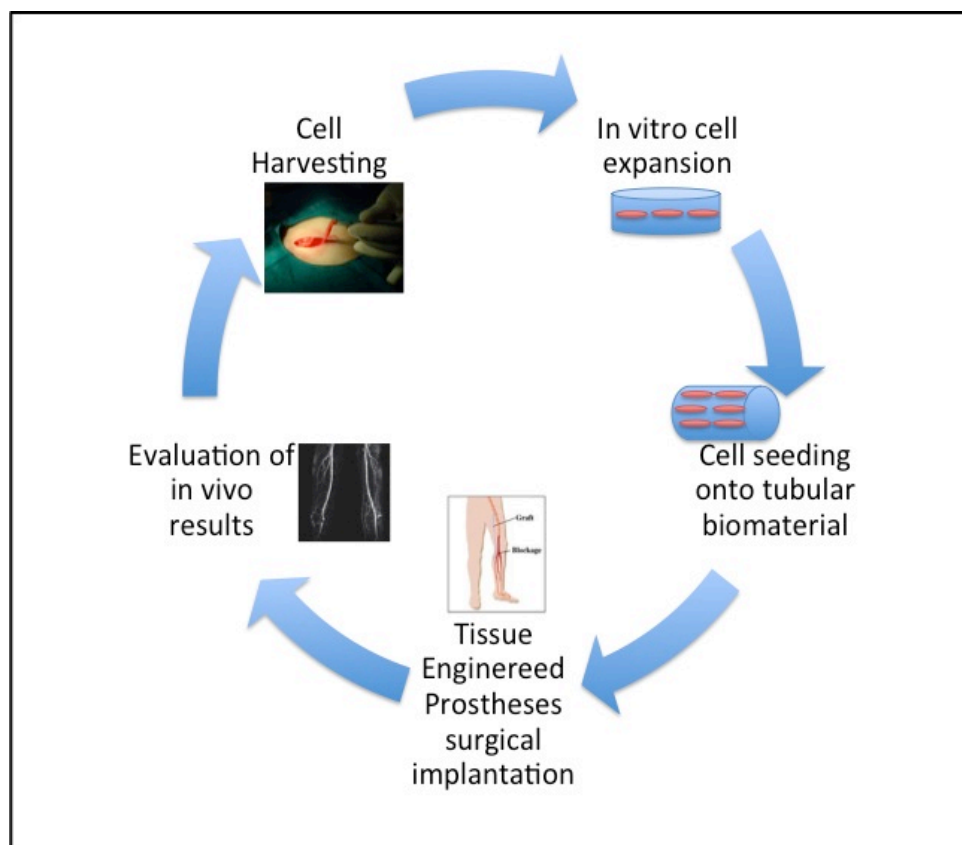 Cell
Harvesting
In vitro cell
expansion
Cell seeding
onto tubular
biomaterial
Graft
Blockage
Tissue
Enginereed
Prostheses
surgical
implantation
Evaluation of
in vivo
results